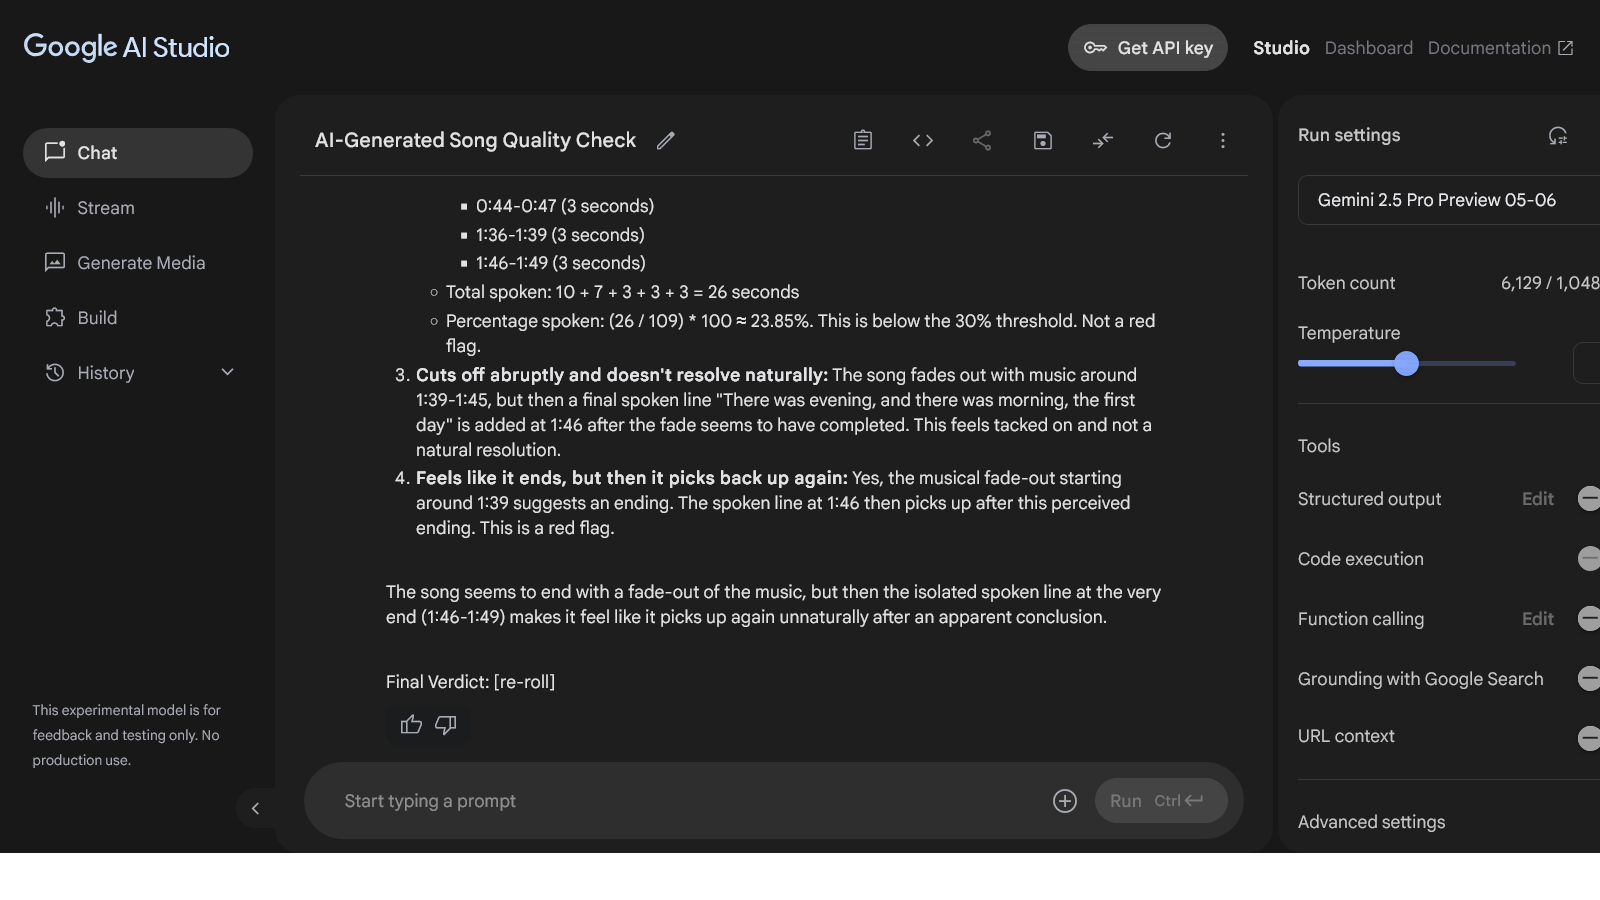 Google AI Studio
Get API key
Studio
Dashboard
Documentation
Chat
Stream
Generate Media
Build
History
This experimental model is for
feedback and testing only. No
production use.
AI-Generated Song Quality Check
0:44-0:47 (3 seconds)
1:36-1:39 (3 seconds)
1:46-1:49 (3 seconds)
Total spoken: 10 + 7 + 3 + 3 + 3 = 26 seconds
Percentage spoken: (26 / 109) * 100 ≈ 23.85%. This is below the 30% threshold. Not a red
flag.
3. Cuts off abruptly and doesn't resolve naturally: The song fades out with music around
1:39-1:45, but then a final spoken line "There was evening, and there was morning, the first
day" is added at 1:46 after the fade seems to have completed. This feels tacked on and not a
natural resolution.
4. Feels like it ends, but then it picks back up again: Yes, the musical fade-out starting
around 1:39 suggests an ending. The spoken line at 1:46 then picks up after this perceived
ending. This is a red flag.
The song seems to end with a fade-out of the music, but then the isolated spoken line at the very
end (1:46-1:49) makes it feel like it picks up again unnaturally after an apparent conclusion.
Final Verdict: [re-roll]
Start typing a prompt
Run Ctrl
Run settings
Gemini 2.5 Pro Preview 05-06
Token count 6,129 / 1,048
Temperature
Tools
Structured output Edit
Code execution
Function calling Edit
Grounding with Google Search
URL context
Advanced settings